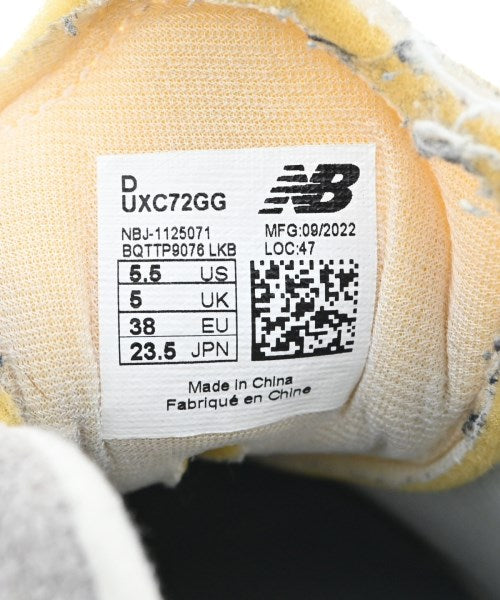 D
UXC72GG
NB
NBJ-1125071
BQTTP9076 LKB
MFG:09/2022
LOC:47
5.5 US
5 UK
38 EU
23.5 JPN
Made in China
Fabriqué en Chine